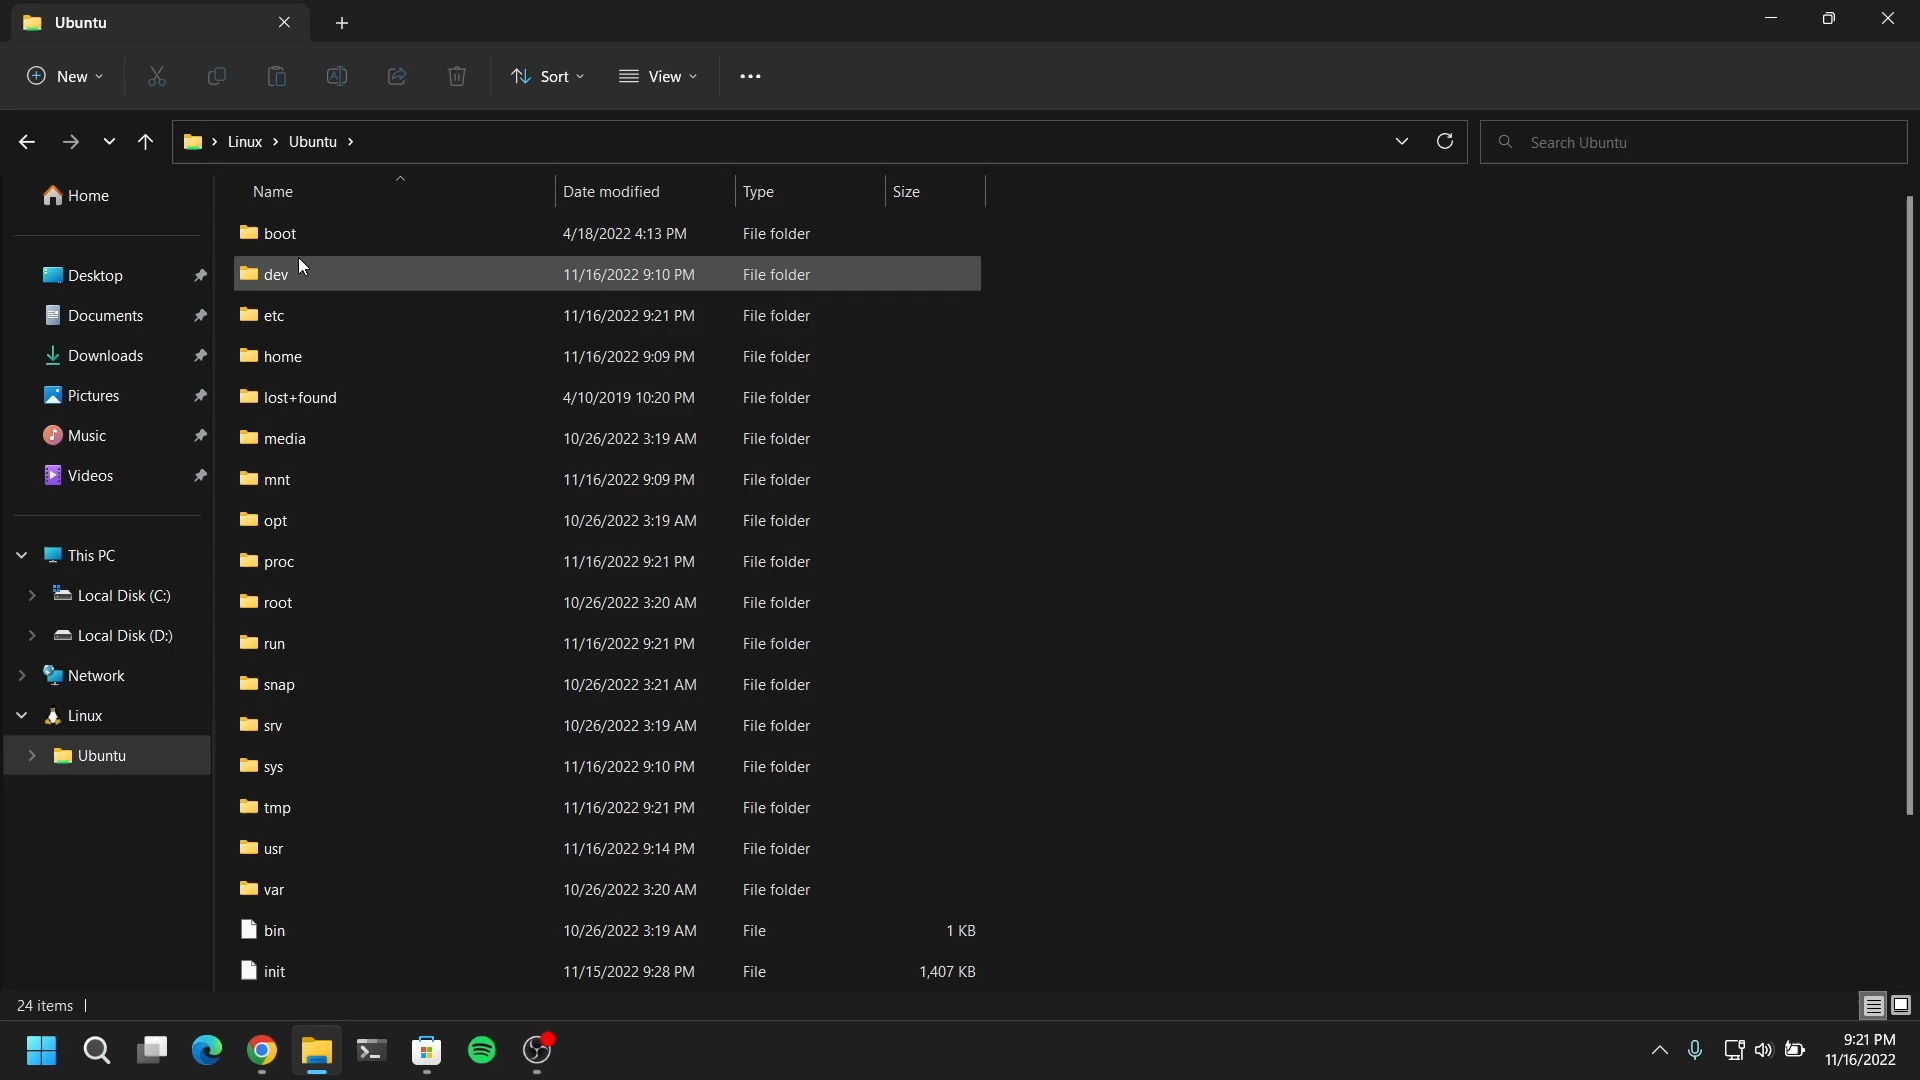 Ubuntu
New
Sort
View
Linux
Ubuntu
Search Ubuntu
Home
Desktop
Documents
Downloads
Pictures
Music
Videos
This PC
Local Disk (C:)
Local Disk (D:)
Network
Linux
Ubuntu
Name Date modified Type Size
boot 4/18/2022 4:13 PM File folder
dev 11/16/2022 9:10 PM File folder
etc 11/16/2022 9:21 PM File folder
home 11/16/2022 9:09 PM File folder
lost+found 4/10/2019 10:20 PM File folder
media 10/26/2022 3:19 AM File folder
mnt 11/16/2022 9:09 PM File folder
opt 10/26/2022 3:19 AM File folder
proc 11/16/2022 9:21 PM File folder
root 10/26/2022 3:20 AM File folder
run 11/16/2022 9:21 PM File folder
snap 10/26/2022 3:21 AM File folder
srv 10/26/2022 3:19 AM File folder
sys 11/16/2022 9:10 PM File folder
tmp 11/16/2022 9:21 PM File folder
usr 11/16/2022 9:14 PM File folder
var 10/26/2022 3:20 AM File folder
bin 10/26/2022 3:19 AM File 1 KB
init 11/15/2022 9:28 PM File 1,407 KB
24 items
9:21 PM
11/16/2022